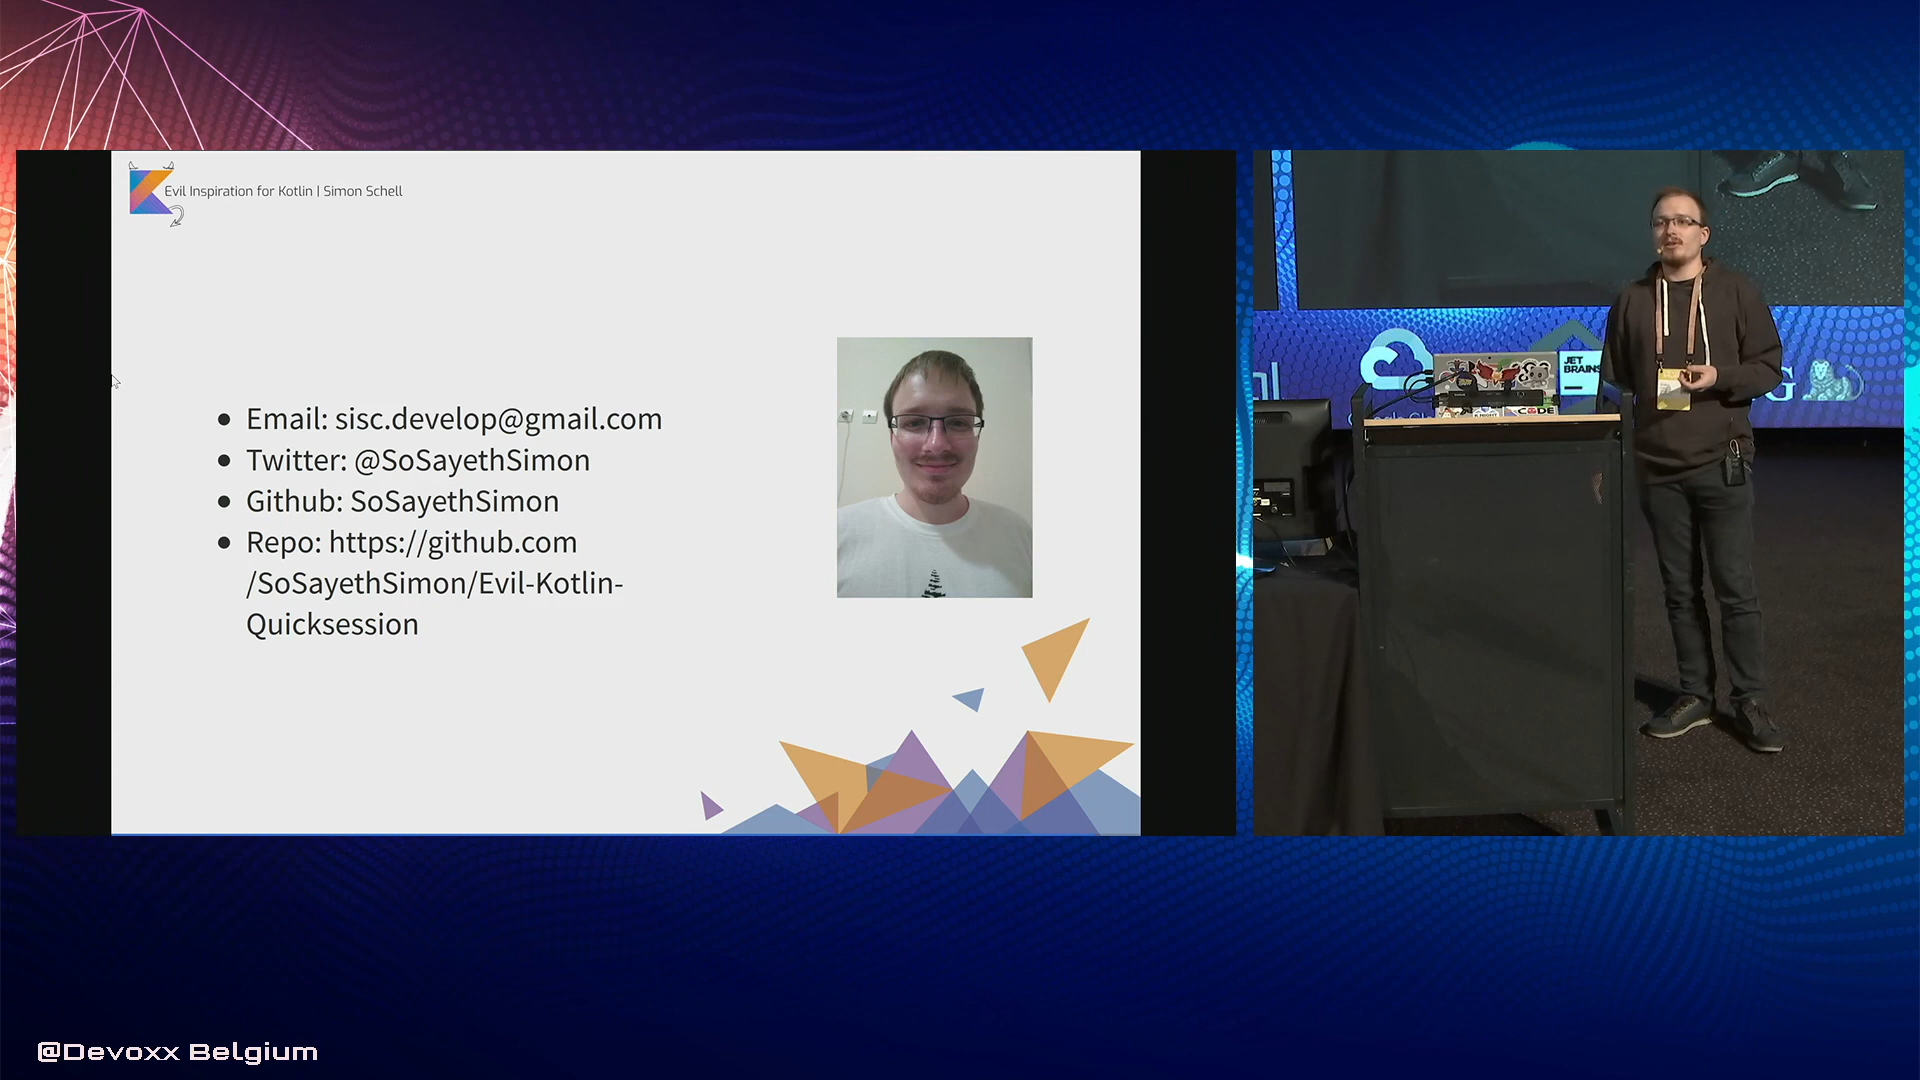 Evil Inspiration for Kotlin | Simon Schell
Email: sisc.develop@gmail.com
Twitter: @SoSayethSimon
Github: SoSayethSimon
Repo: https://github.com
/SoSayethSimon/Evil-Kotlin-
Quicksession
JET
BRAINS
CODE
@Devoxx Belgium